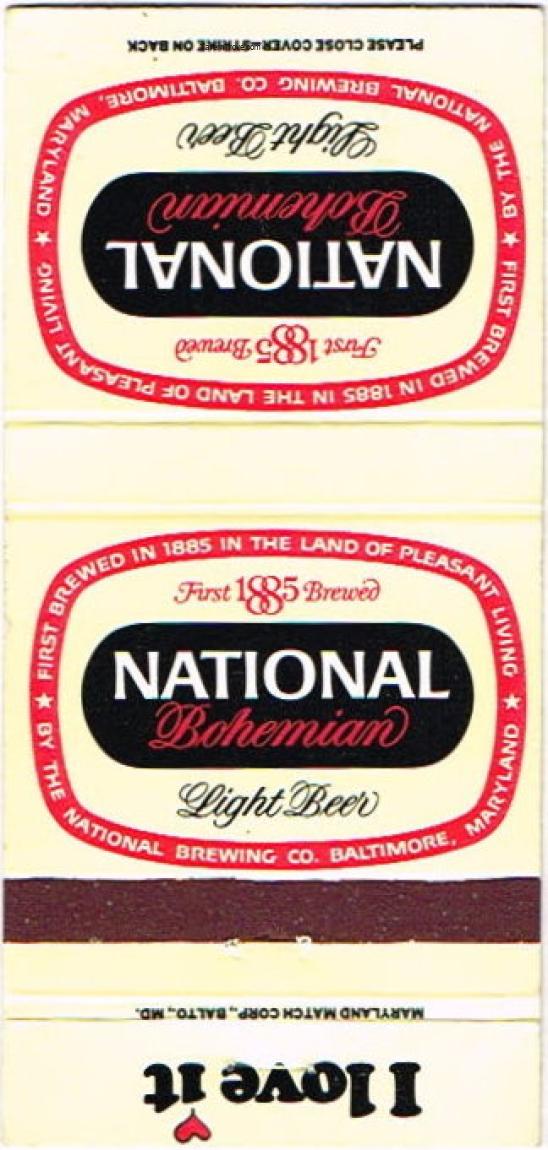 PLEASE CLOSE COVER—STRIKE ON BACK
FIRST BREWED IN 1885 IN THE LAND OF PLEASANT LIVING ★ BY THE NATIONAL BREWING CO. BALTIMORE, MARYLAND ★
First 1885 Brewed
NATIONAL
Bohemian
Light Beer
FIRST BREWED IN 1885 IN THE LAND OF PLEASANT LIVING ★
First 1885 Brewed
NATIONAL
Bohemian
Light Beer
★ BY THE NATIONAL BREWING CO. BALTIMORE, MARYLAND
MARYLAND MATCH CORP., BALTO., MD.
I love it